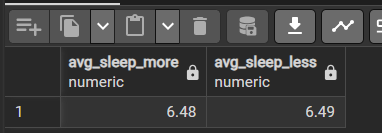 avg_sleep_more avg_sleep_less
numeric numeric
1 6.48 6.49